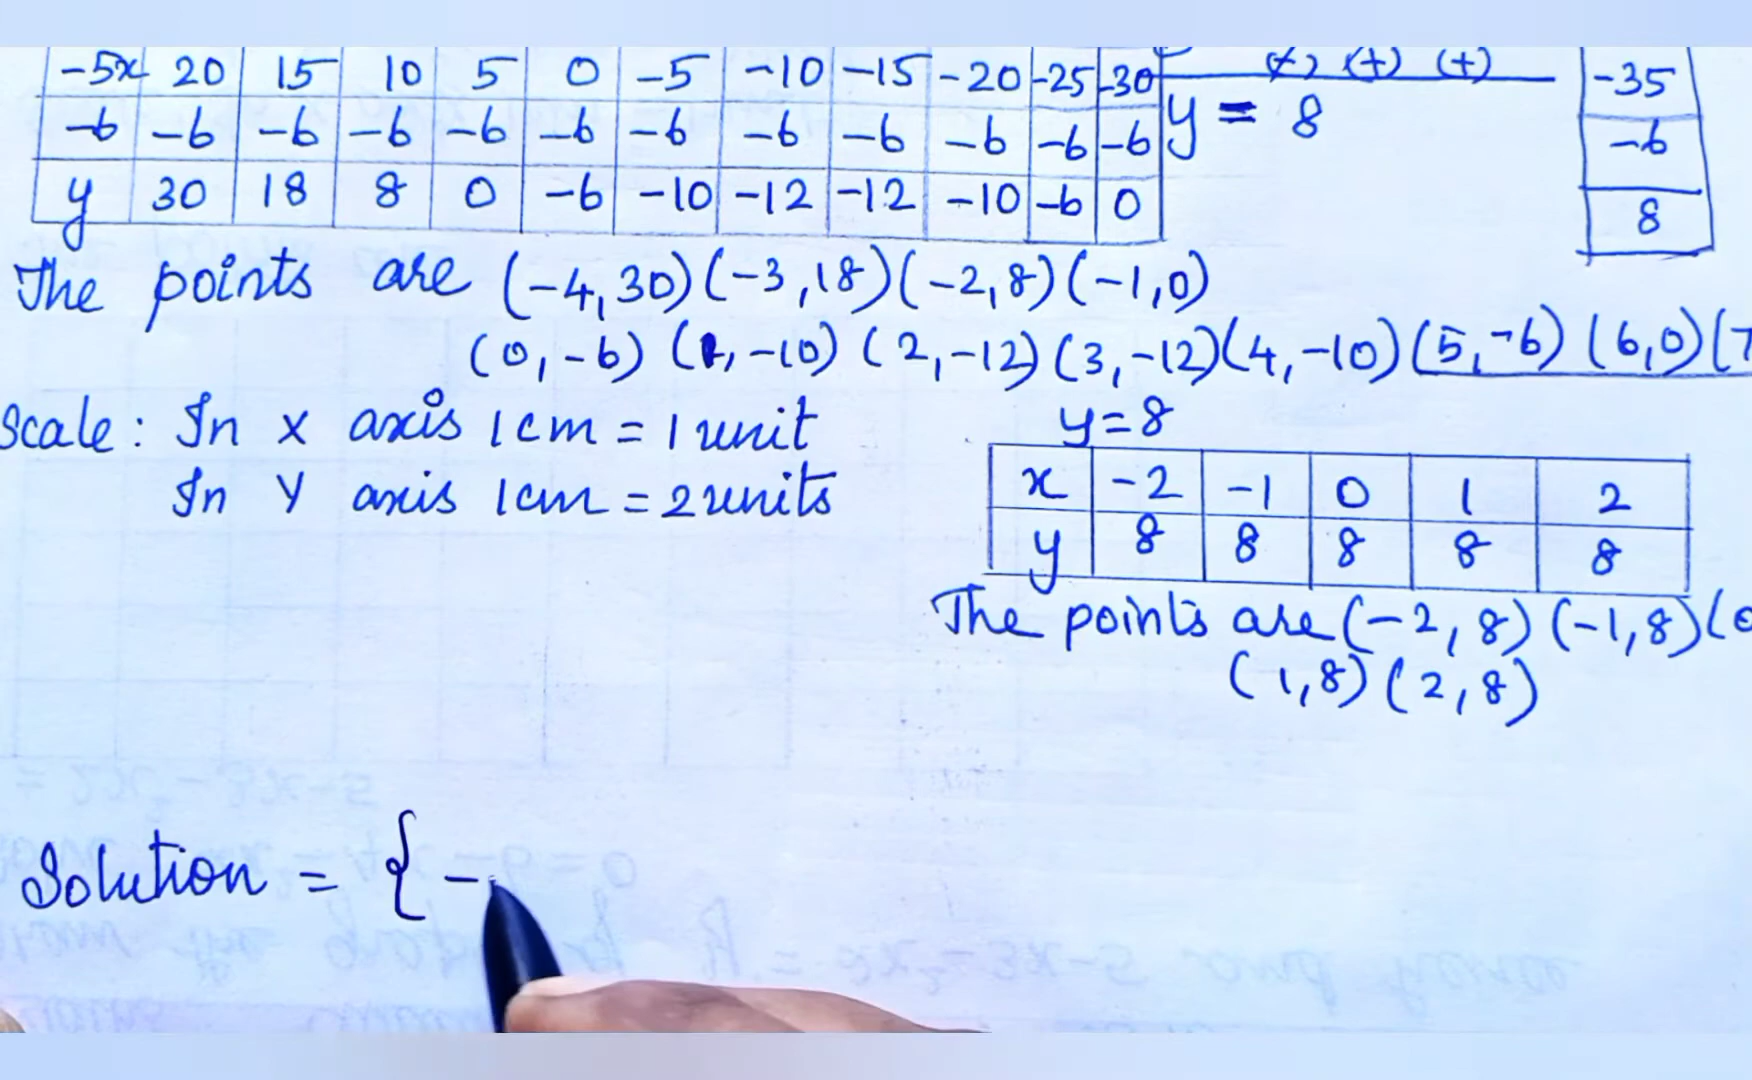 -5x 20 15 10 5 0 -5 -10 -15 -20 -25 -30 (+) (+) (+) -35
-6 -6 -6 -6 -6 -6 -6 -6 -6 -6 -6 -6 y = 8 -6
y 30 18 8 0 -6 -10 -12 -12 -10 -6 0 8
The points are (-4,30) (-3,18) (-2,8) (-1,0)
(0,-6) (1,-10) (2,-12) (3,-12) (4,-10) (5,-6) (6,0) (7
Scale: In X axis 1cm = 1 unit
In Y axis 1cm = 2 units
y=8
x -2 -1 0 1 2
y 8 8 8 8 8
The points are (-2,8) (-1,8) (0
(1,8) (2,8)
Solution = { -